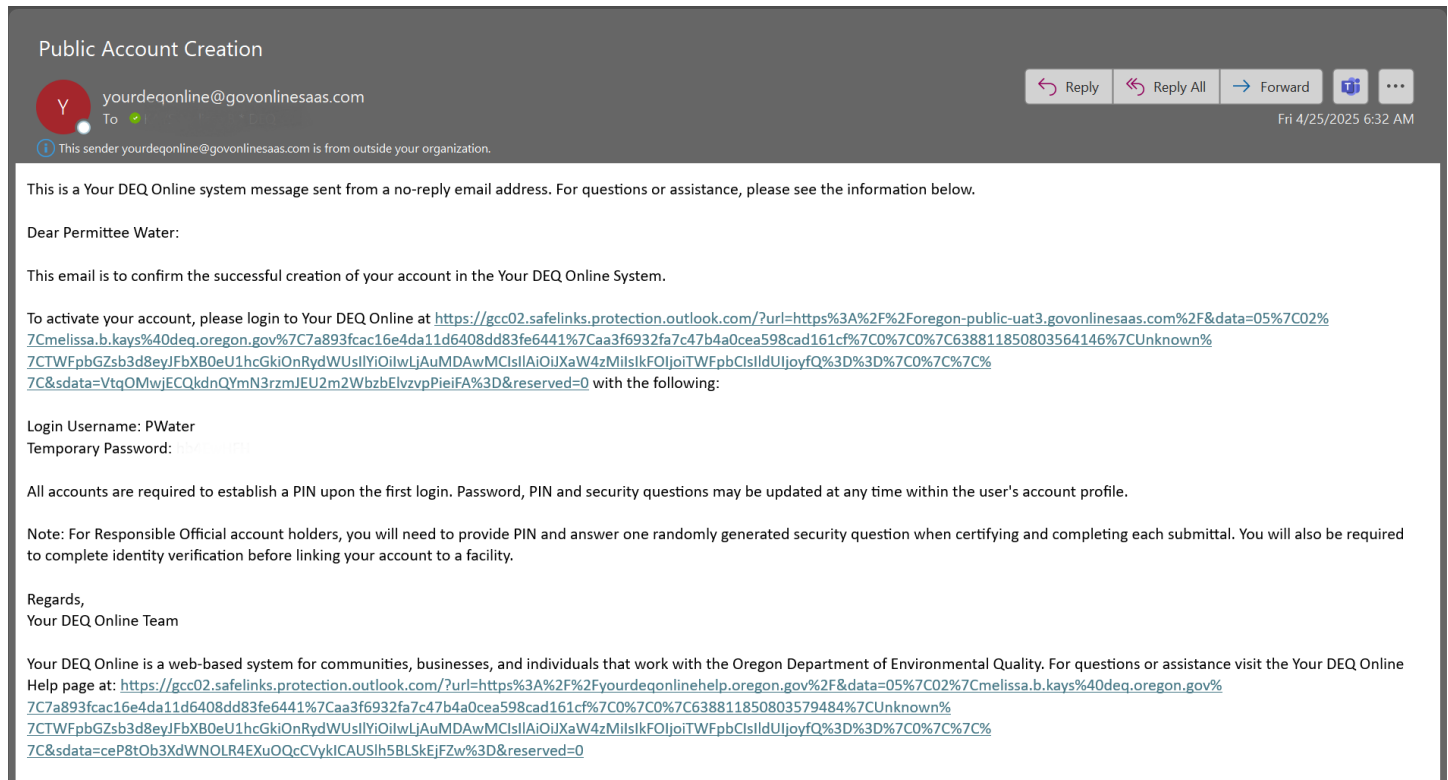 Public Account Creation
Y
yourdeqonline@govonlinesaas.com
To
Reply
Reply All
Forward
Fri 4/25/2025 6:32 AM
This sender yourdeqonline@govonlinesaas.com is from outside your organization.
This is a Your DEQ Online system message sent from a no-reply email address. For questions or assistance, please see the information below.
Dear Permittee Water:
This email is to confirm the successful creation of your account in the Your DEQ Online System.
To activate your account, please login to Your DEQ Online at https://gcc02.safelinks.protection.outlook.com/?url=https%3A%2F%2Foregon-public-uat3.govonlinesaas.com%2F&data=05%7C02%
7Cmelissa.b.kays%40deq.oregon.gov%7C7a893fcac16e4da11d6408dd83fe6441%7Caa3f6932fa7c47b4a0cea598cad161cf%7C0%7C0%7C638811850803564146%7CUnknown%
7CTWFpbGZsb3d8eyJFbXB0eU1hcGkiOnRydWUsIlYiOiIwLjAuMDAwMCIsIlAiOiJXaW4zMiIsIkFOIjoiTWFpbCIsIldUIjoyfQ%3D%3D%7C0%7C%7C%
7C&sdata=VtqOMwjECQkdnQYmN3rzmJEU2m2WbzbElvzvpPieiFA%3D&reserved=0 with the following:
Login Username: PWater
Temporary Password:
All accounts are required to establish a PIN upon the first login. Password, PIN and security questions may be updated at any time within the user's account profile.
Note: For Responsible Official account holders, you will need to provide PIN and answer one randomly generated security question when certifying and completing each submittal. You will also be required
to complete identity verification before linking your account to a facility.
Regards,
Your DEQ Online Team
Your DEQ Online is a web-based system for communities, businesses, and individuals that work with the Oregon Department of Environmental Quality. For questions or assistance visit the Your DEQ Online
Help page at: https://gcc02.safelinks.protection.outlook.com/?url=https%3A%2F%2Fyourdeqonlinehelp.oregon.gov%2F&data=05%7C02%7Cmelissa.b.kays%40deq.oregon.gov%
7C7a893fcac16e4da11d6408dd83fe6441%7Caa3f6932fa7c47b4a0cea598cad161cf%7C0%7C0%7C638811850803579484%7CUnknown%
7CTWFpbGZsb3d8eyJFbXB0eU1hcGkiOnRydWUsIlYiOiIwLjAuMDAwMCIsIlAiOiJXaW4zMiIsIkFOIjoiTWFpbCIsIldUIjoyfQ%3D%3D%7C0%7C%7C%
7C&sdata=ceP8tOb3XdWNOLR4EXuOQcCVykICAUSlh5BLSkEjFZw%3D&reserved=0